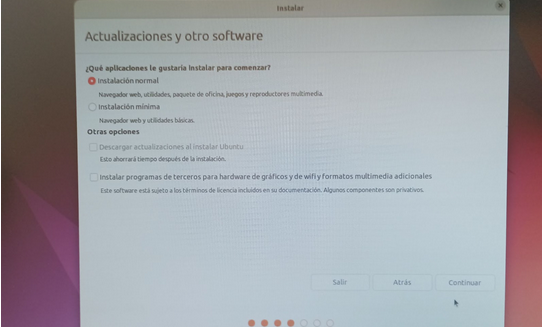 Instalar
Actualizaciones y otro software
¿Qué aplicaciones le gustaría instalar para comenzar?
Instalación normal
Navegador web, utilidades, paquete de oficina, juegos y reproductores multimedia.
Instalación mínima
Navegador web y utilidades básicas.
Otras opciones
Descargar actualizaciones al instalar Ubuntu
Esto ahorrará tiempo después de la instalación.
Instalar programas de terceros para hardware de gráficos y de wifi y formatos multimedia adicionales
Este software está sujeto a los términos de licencia incluidos en su documentación. Algunos componentes son privativos.
Salir
Atrás
Continuar